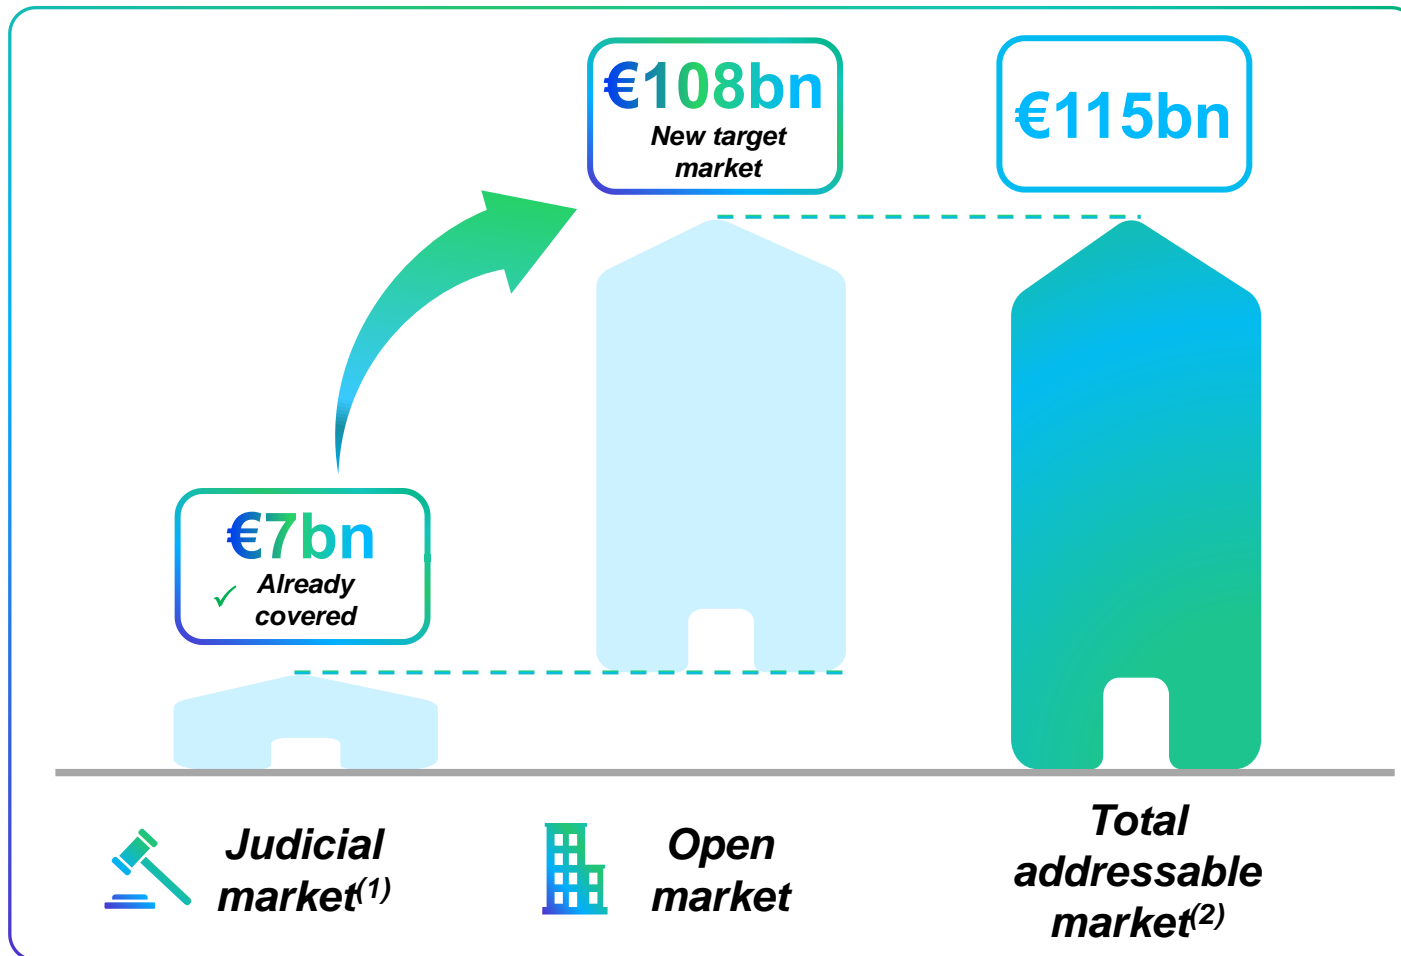 €108bn
New target
market
€115bn
€7bn
✓ Already
covered
Judicial
market(1)
Open
market
Total
addressable
market(2)